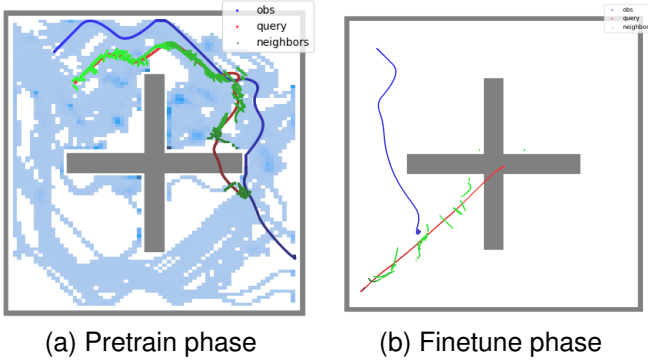 obs
query
neighbors
obs
query
neighbors
(a) Pretrain phase
(b) Finetune phase